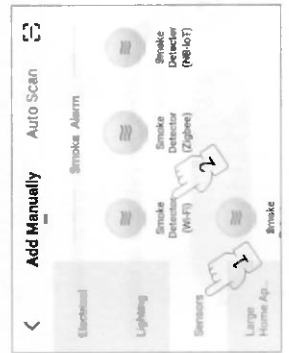 Add Manually Auto Scan
Electrical
Lighting
Sensors
Large
Home Ap..
Smoke Alarm
Smoke
Detector
(Wi-Fi)
Smoke
Detector
(Zigbee)
Smoke
Detector
(NB-IoT)
Smoke
1
2